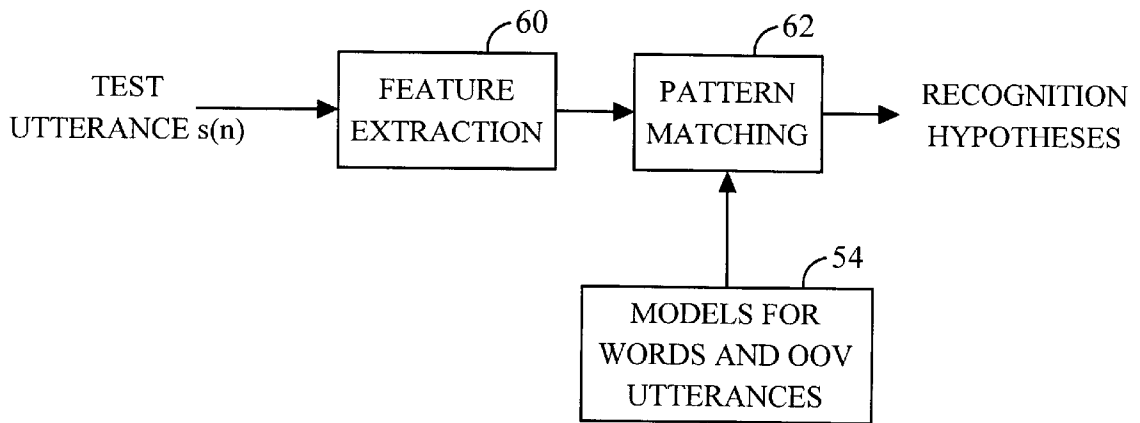 60
62
TEST
UTTERANCE s(n)
FEATURE
EXTRACTION
PATTERN
MATCHING
RECOGNITION
HYPOTHESES
54
MODELS FOR
WORDS AND OOV
UTTERANCES